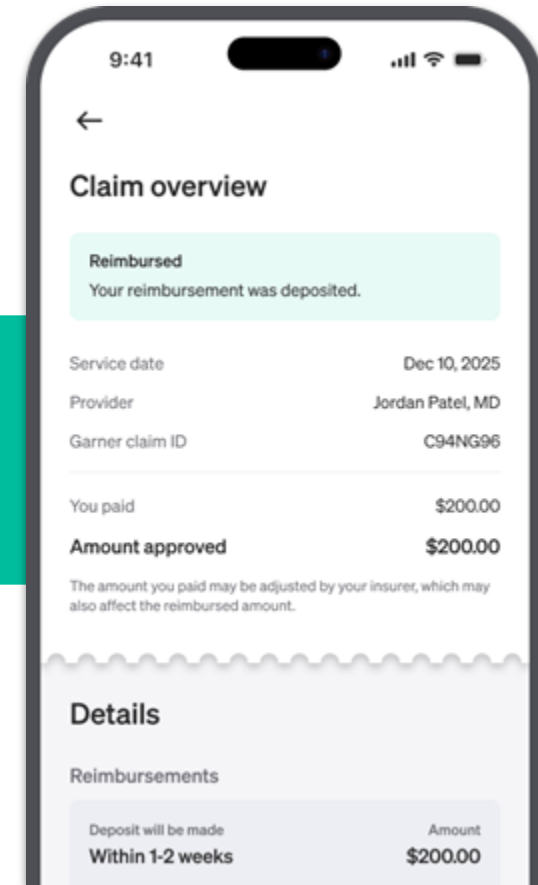 9:41
Claim overview
Reimbursed
Your reimbursement was deposited.
Service date Dec 10, 2025
Provider Jordan Patel, MD
Garner claim ID C94NG96
You paid $200.00
Amount approved $200.00
The amount you paid may be adjusted by your insurer, which may
also affect the reimbursed amount.
Details
Reimbursements
Deposit will be made Amount
Within 1-2 weeks $200.00